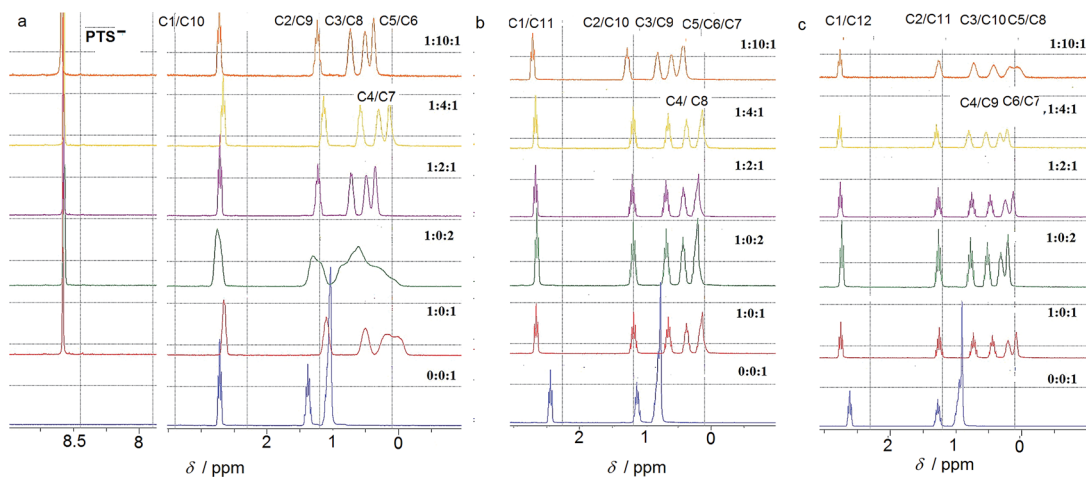 a
PTS⁻
C1/C10 C2/C9 C3/C8 C5/C6
1:10:1
C4/C7
1:4:1
1:2:1
1:0:2
1:0:1
0:0:1
8.5 8 2 1 0
δ / ppm
b
C1/C11 C2/C10 C3/C9 C5/C6/C7
1:10:1
C4/ C8
1:4:1
1:2:1
1:0:2
1:0:1
0:0:1
3 2 1 0
δ / ppm
c
C1/C12 C2/C11 C3/C10 C5/C8
1:10:1
C4/C9 C6/C7
,1:4:1
1:2:1
1:0:2
1:0:1
0:0:1
3 2 1 0
δ / ppm